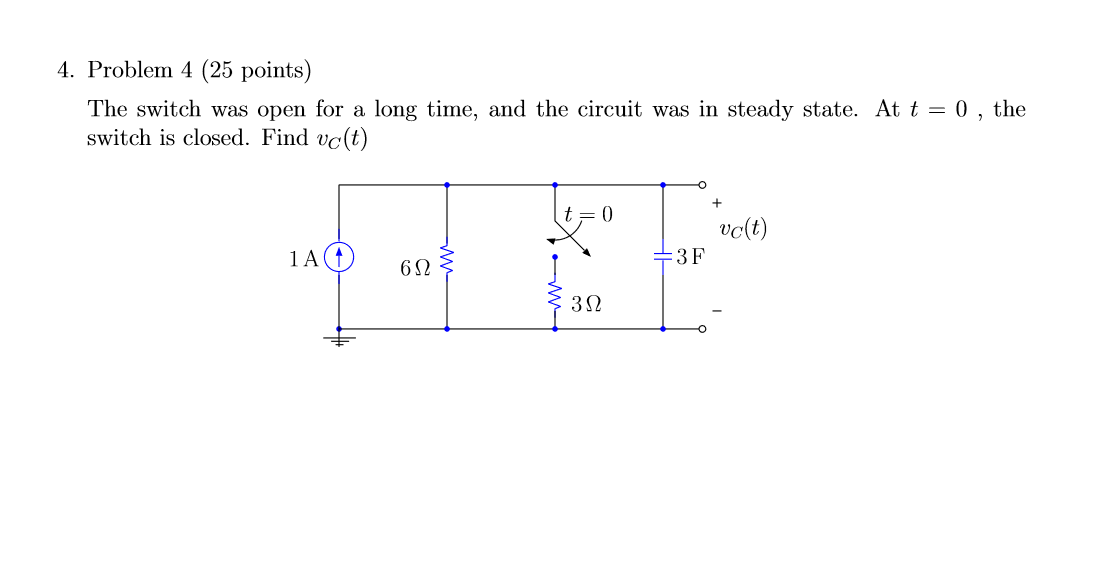 4. Problem 4 (25 points)
The switch was open for a long time, and the circuit was in steady state. At t = 0 , the
switch is closed. Find v_C(t)
t = 0
+
v_C(t)
1 A
6 Ω
3 F
3 Ω
−